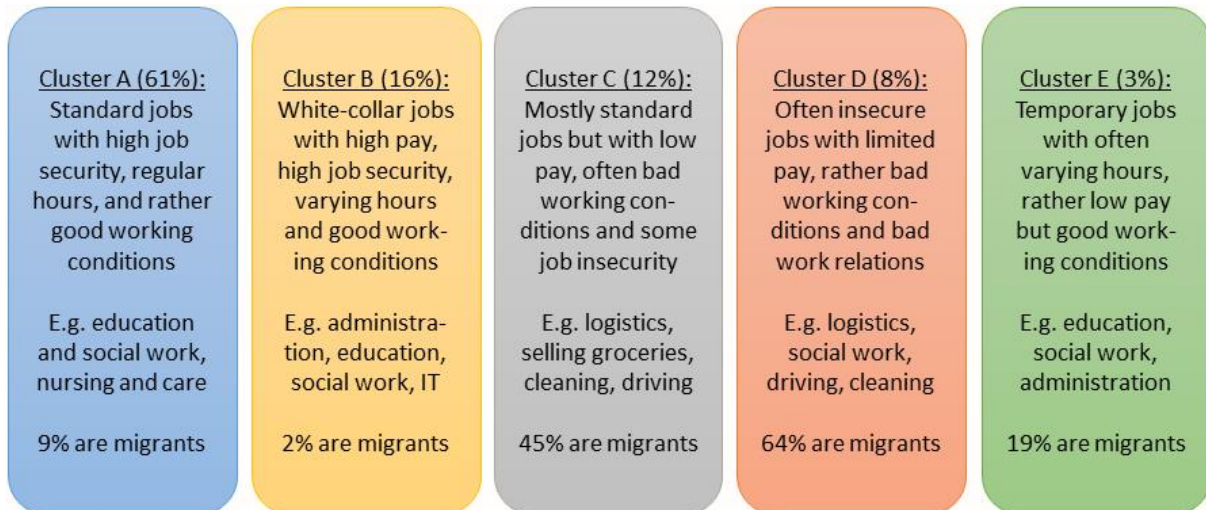 Cluster A (61%):
Standard jobs
with high job
security, regular
hours, and rather
good working
conditions
E.g. education
and social work,
nursing and care
9% are migrants
Cluster B (16%):
White-collar jobs
with high pay,
high job security,
varying hours
and good work-
ing conditions
E.g. administra-
tion, education,
social work, IT
2% are migrants
Cluster C (12%):
Mostly standard
jobs but with low
pay, often bad
working con-
ditions and some
job insecurity
E.g. logistics,
selling groceries,
cleaning, driving
45% are migrants
Cluster D (8%):
Often insecure
jobs with limited
pay, rather bad
working con-
ditions and bad
work relations
E.g. logistics,
social work,
driving, cleaning
64% are migrants
Cluster E (3%):
Temporary jobs
with often
varying hours,
rather low pay
but good work-
ing conditions
E.g. education,
social work,
administration
19% are migrants